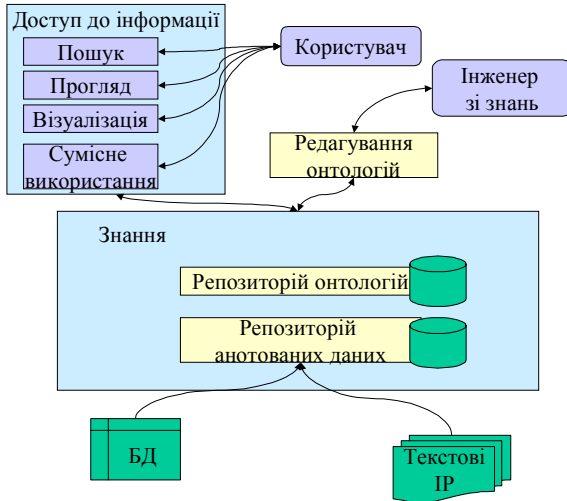 Доступ до інформації
Пошук
Прогляд
Візуалізація
Сумісне
використання
Користувач
Інженер
зі знань
Редагування
онтологій
Знання
Репозиторій онтологій
Репозиторій
анотованих даних
БД
Текстові
ІР